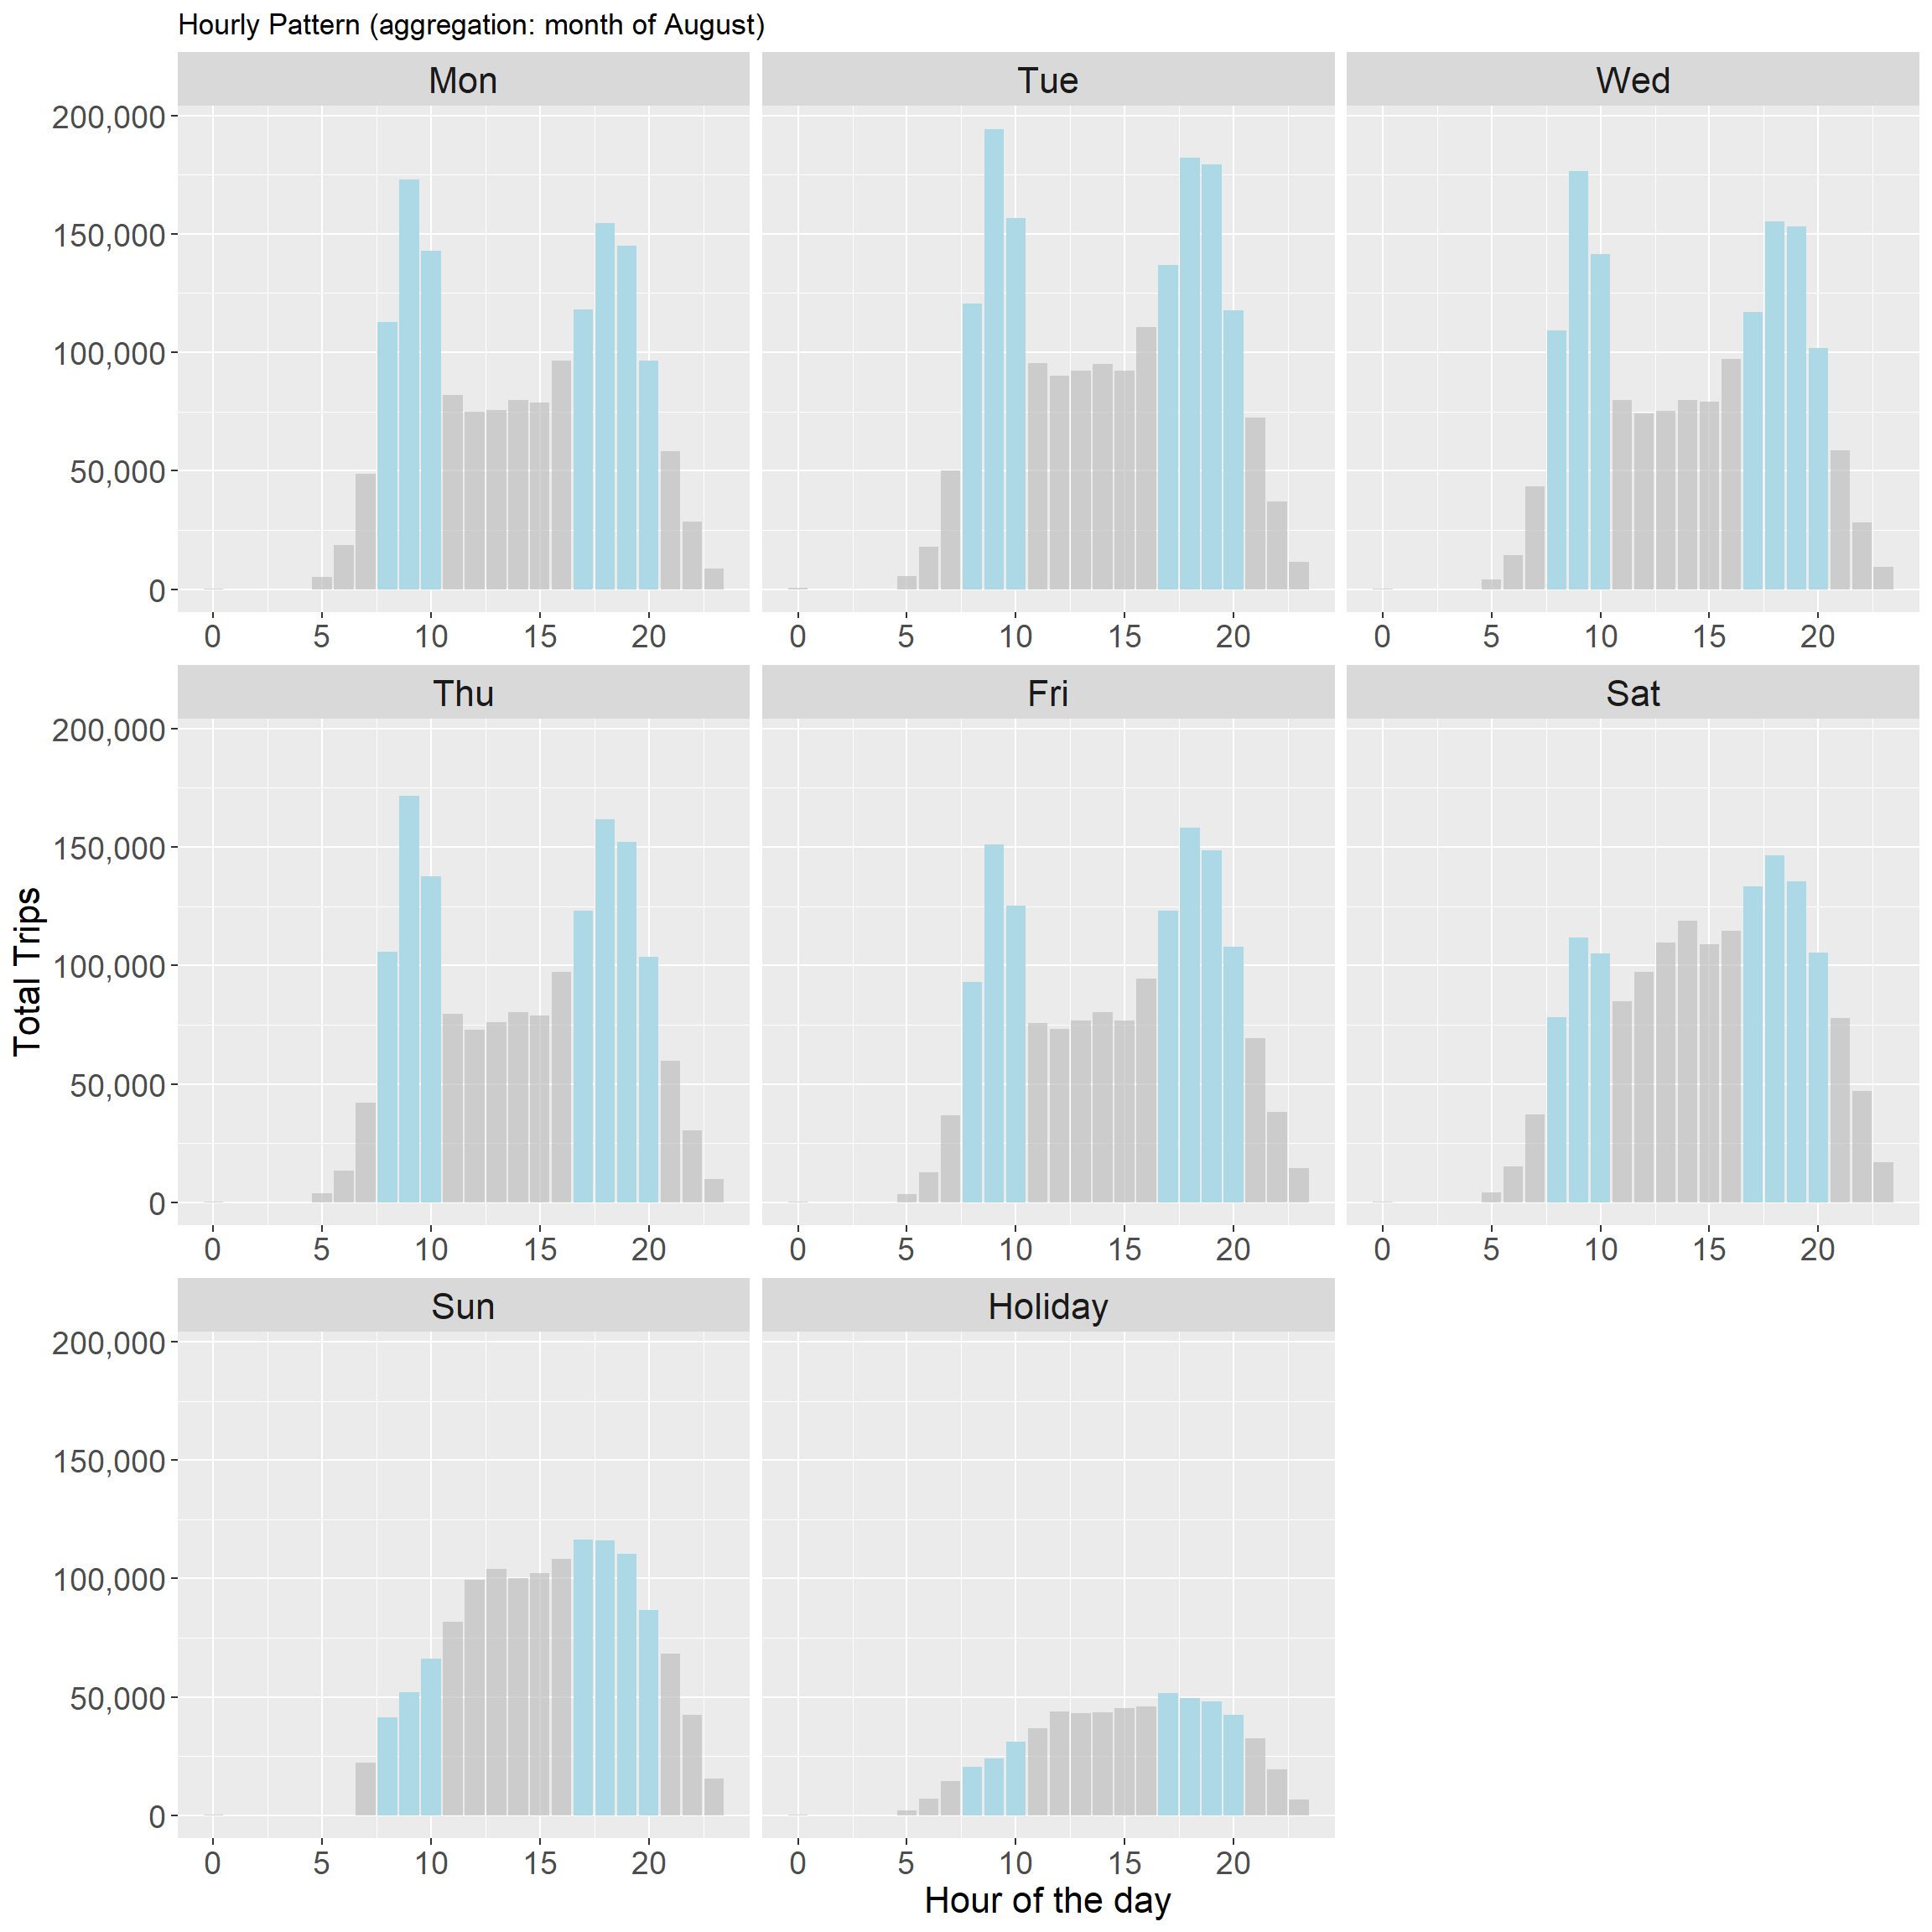 Hourly Pattern (aggregation: month of August)
Mon
Tue
Wed
200,000
150,000
100,000
50,000
0
0 5 10 15 20
0 5 10 15 20
0 5 10 15 20
Thu
Fri
Sat
200,000
150,000
100,000
50,000
0
0 5 10 15 20
0 5 10 15 20
0 5 10 15 20
Total Trips
Sun
Holiday
200,000
150,000
100,000
50,000
0
0 5 10 15 20
0 5 10 15 20
Hour of the day